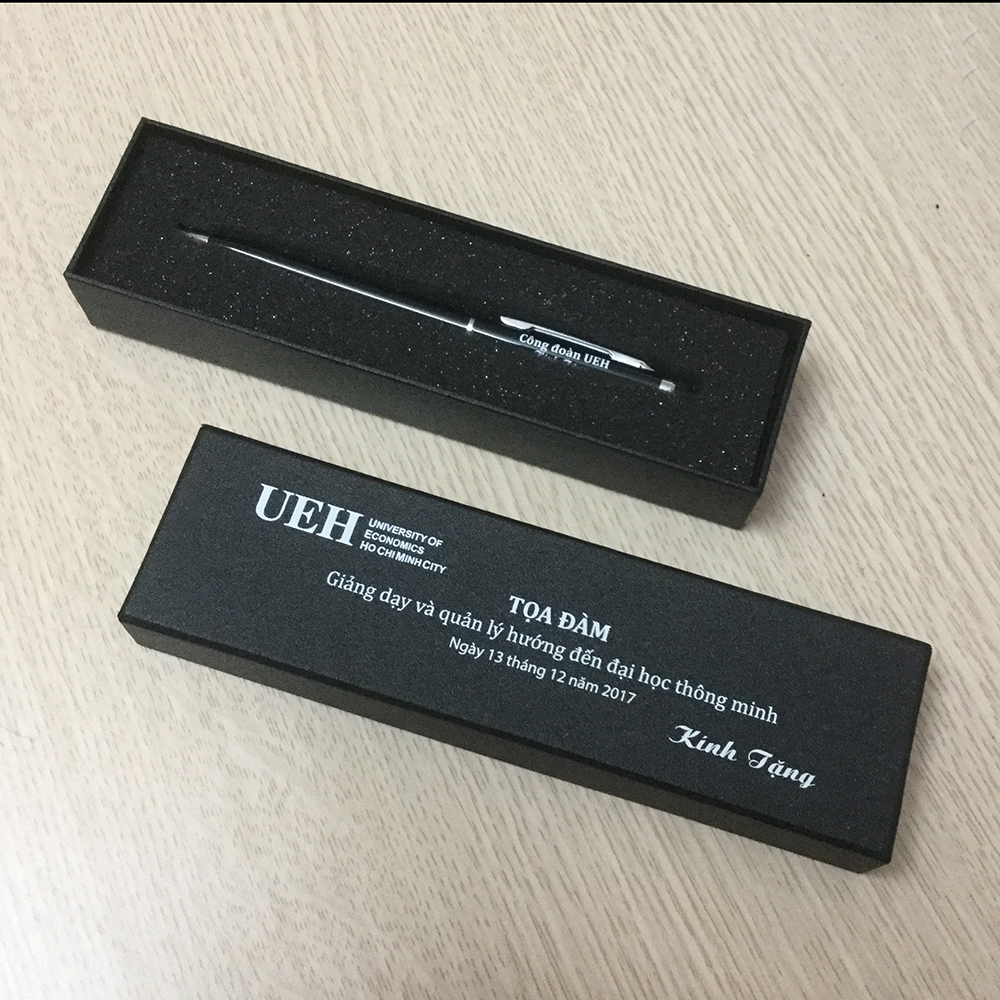 Công đoàn UEH
UEH
UNIVERSITY OF
ECONOMICS
HO CHI MINH CITY
TỌA ĐÀM
Giảng dạy và quản lý hướng đến đại học thông minh
Ngày 13 tháng 12 năm 2017
Kính Tặng